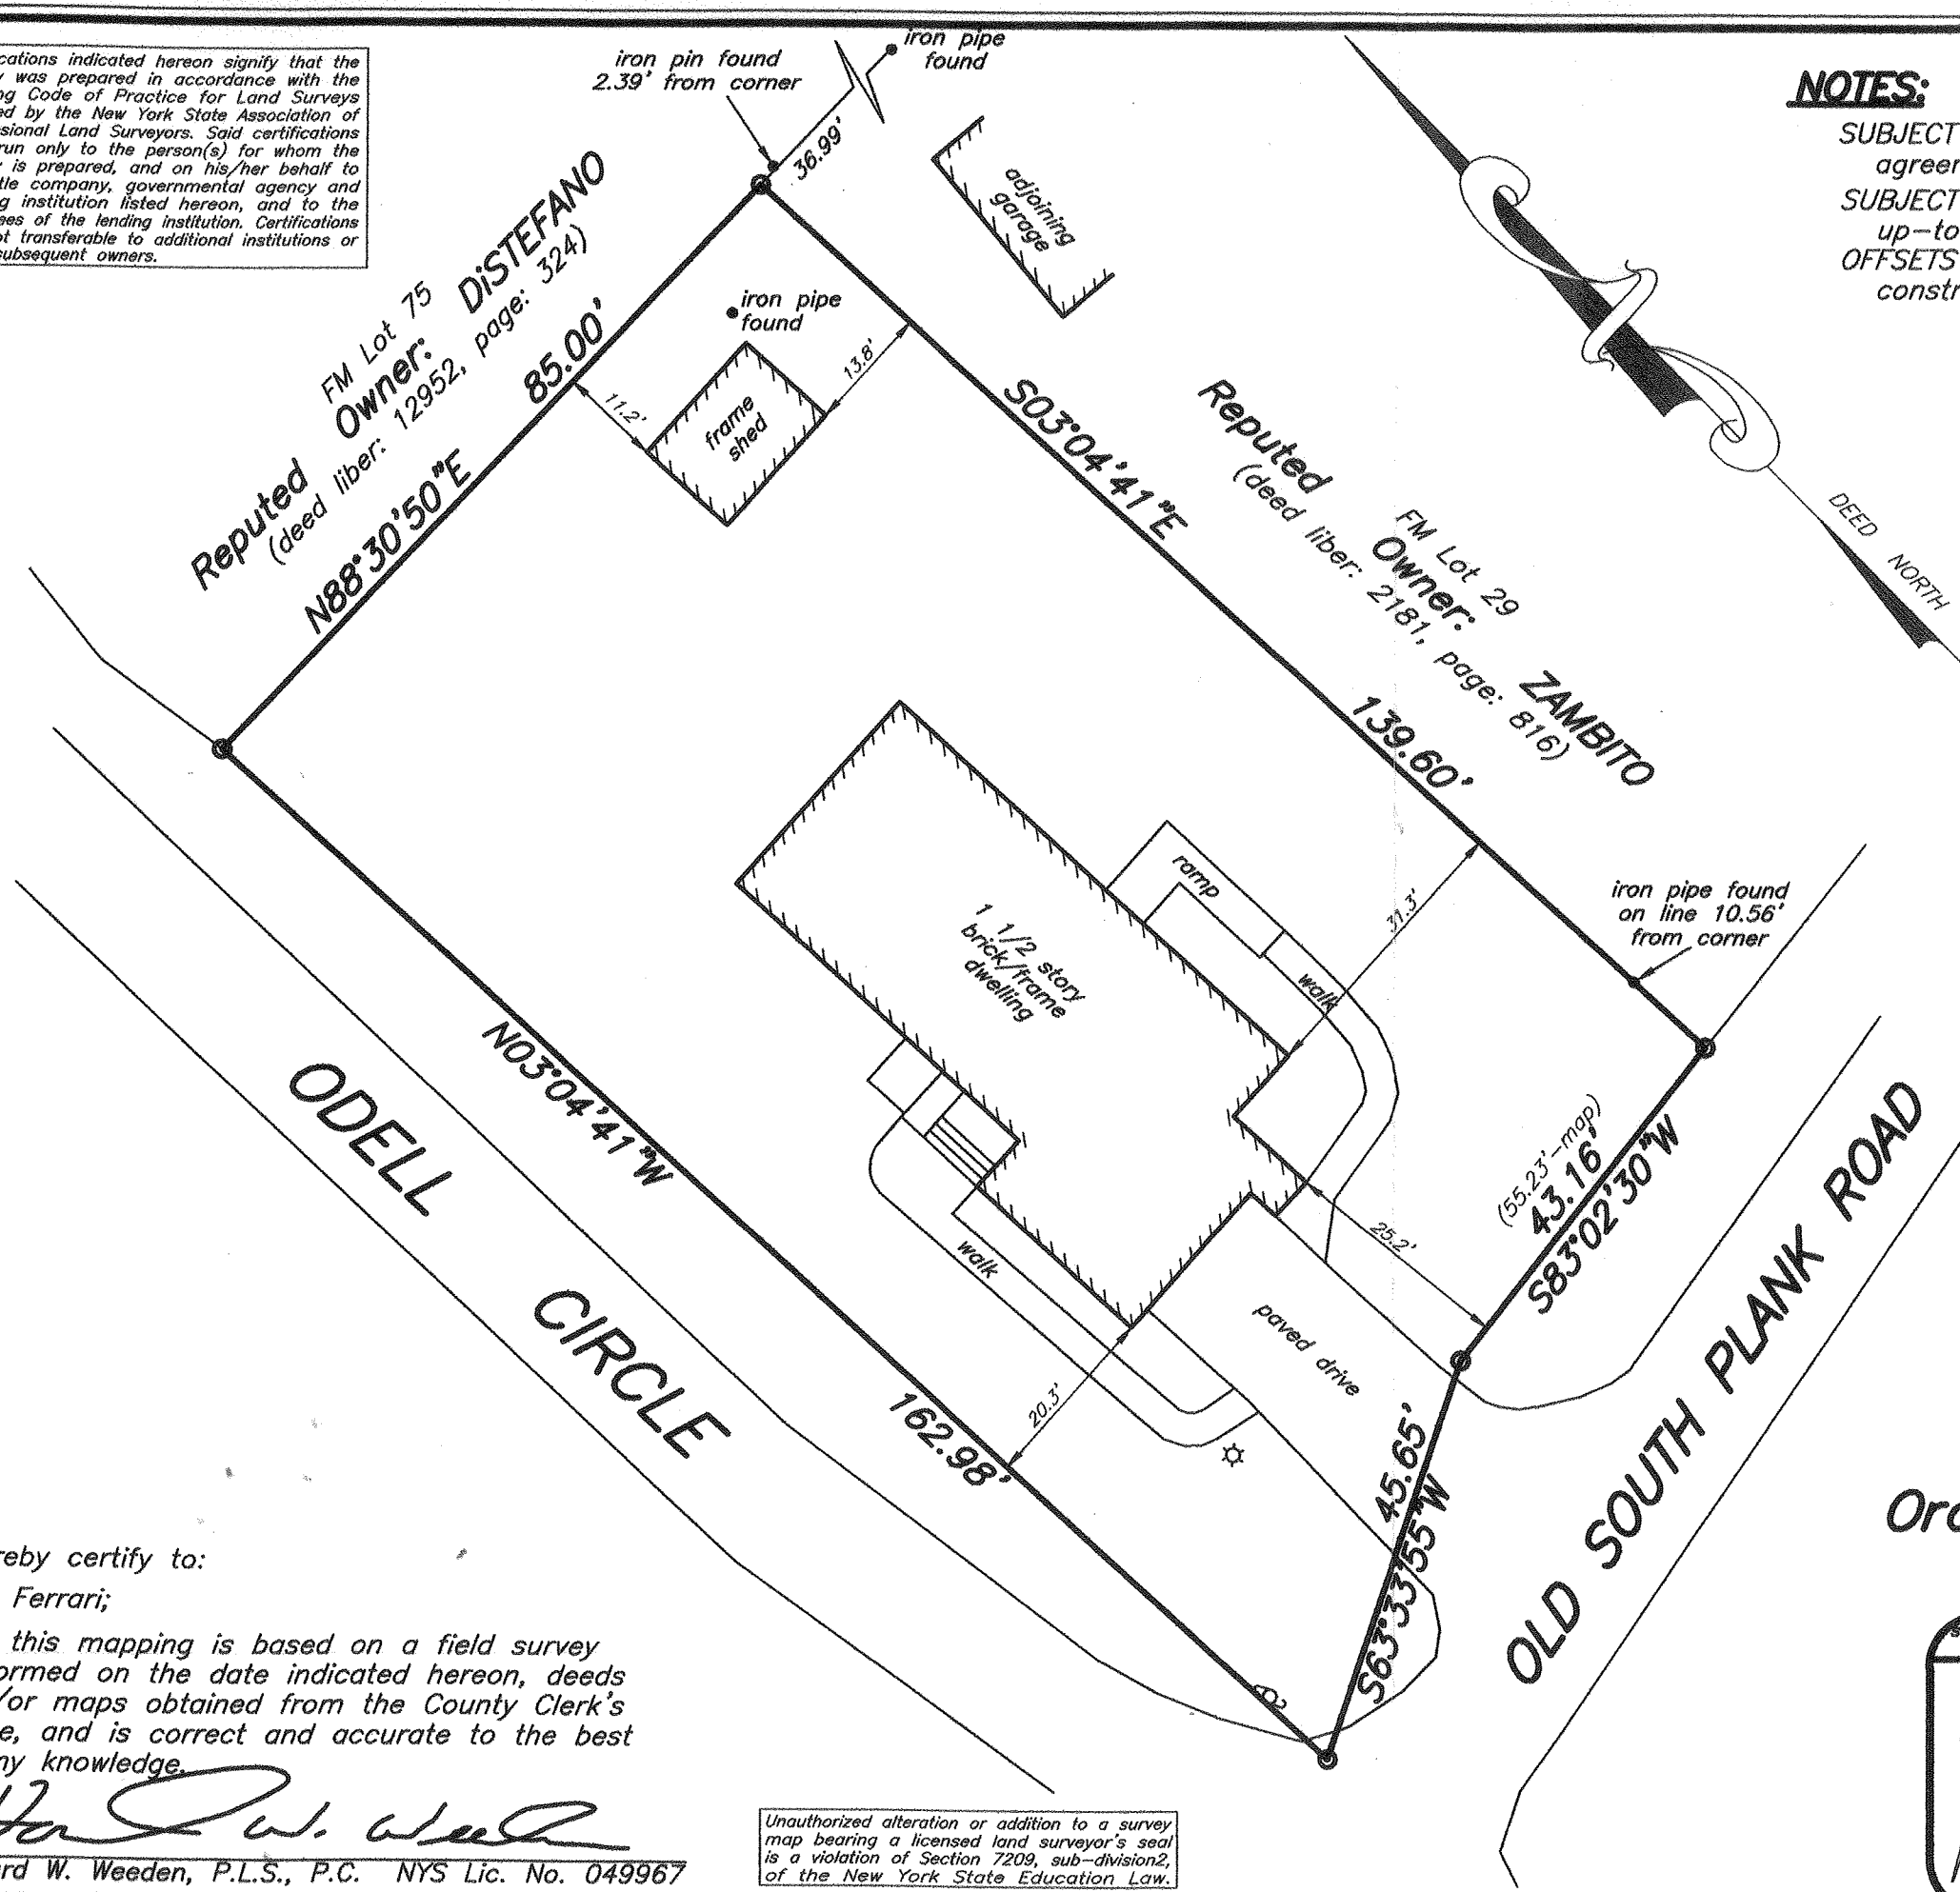 cations indicated hereon signify that the
y was prepared in accordance with the
ng Code of Practice for Land Surveys
ed by the New York State Association of
sional Land Surveyors. Said certifications
run only to the person(s) for whom the
y is prepared, and on his/her behalf to
tle company, governmental agency and
g institution listed hereon, and to the
ees of the lending institution. Certifications
ot transferable to additional institutions or
subsequent owners.
iron pin found
2.39' from corner
iron pipe
found
36.99'
adjoining
garage
NOTES:
SUBJECT
agreer
SUBJECT
up-to
OFFSETS
constr
FM Lot 75
Reputed Owner: DiSTEFANO
(deed liber: 12952, page: 324)
N88°30'50"E 85.00'
iron pipe
found
11.2'
13.8'
frame
shed
S03°04'41"E 139.60'
FM Lot 29
Reputed Owner: ZAMBITO
(deed liber: 2181, page: 816)
DEED NORTH
ramp
31.3'
walk
iron pipe found
on line 10.56'
from corner
1 1/2 story
brick/frame
dwelling
N03°04'41"W 162.98'
ODELL CIRCLE
walk
20.3'
25.2'
paved drive
(55.23'-map)
43.16'
S83°02'30"W
45.65'
S63°33'55"W
OLD SOUTH PLANK ROAD
Ora
reby certify to:
Ferrari;
this mapping is based on a field survey
ormed on the date indicated hereon, deeds
/or maps obtained from the County Clerk's
e, and is correct and accurate to the best
ny knowledge.
W. Weeden
rd W. Weeden, P.L.S., P.C. NYS Lic. No. 049967
Unauthorized alteration or addition to a survey
map bearing a licensed land surveyor's seal
is a violation of Section 7209, sub-division2,
of the New York State Education Law.